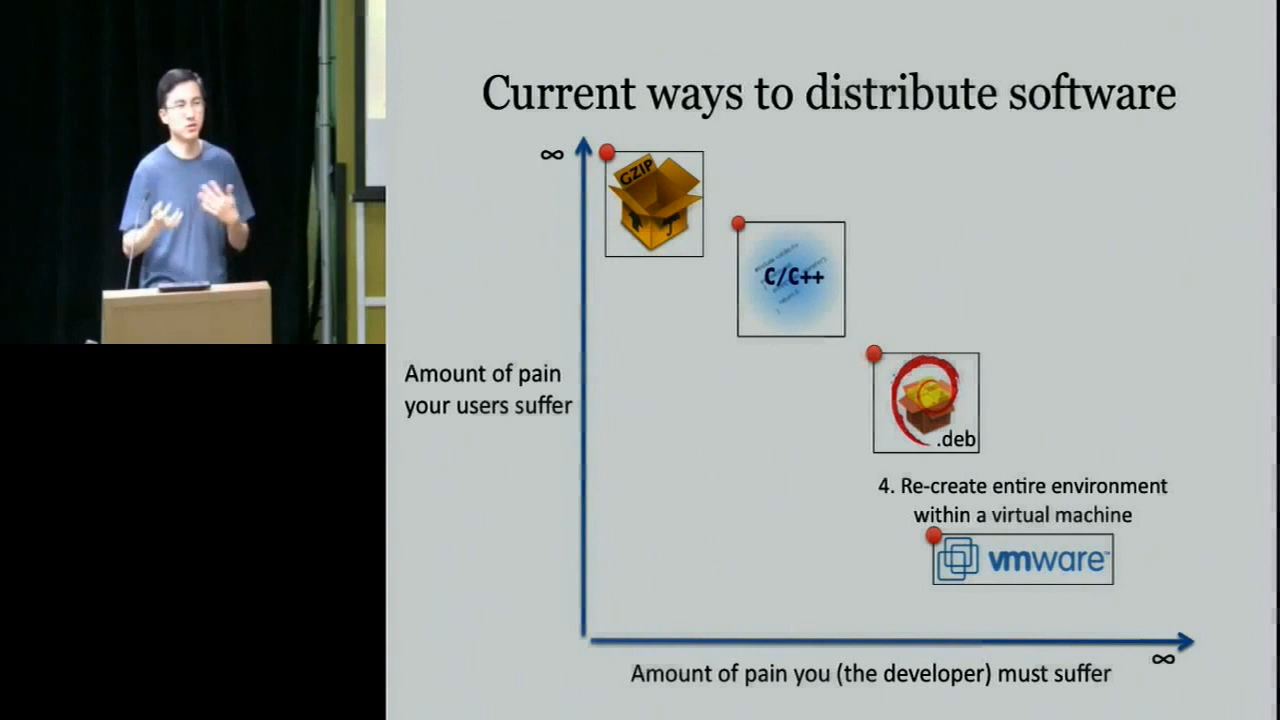 Current ways to distribute software
∞
GZIP
C/C++
Amount of pain
your users suffer
.deb
4. Re-create entire environment
within a virtual machine
vmware
∞
Amount of pain you (the developer) must suffer